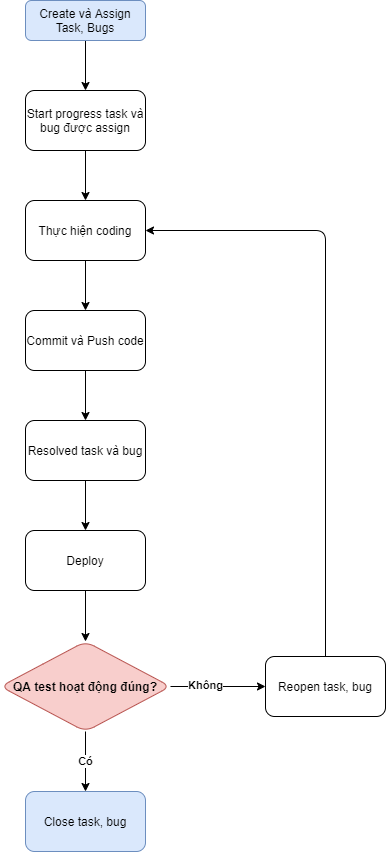 Create và Assign
Task, Bugs
Start progress task và
bug được assign
Thực hiện coding
Commit và Push code
Resolved task và bug
Deploy
QA test hoạt động đúng?
Không
Reopen task, bug
Có
Close task, bug